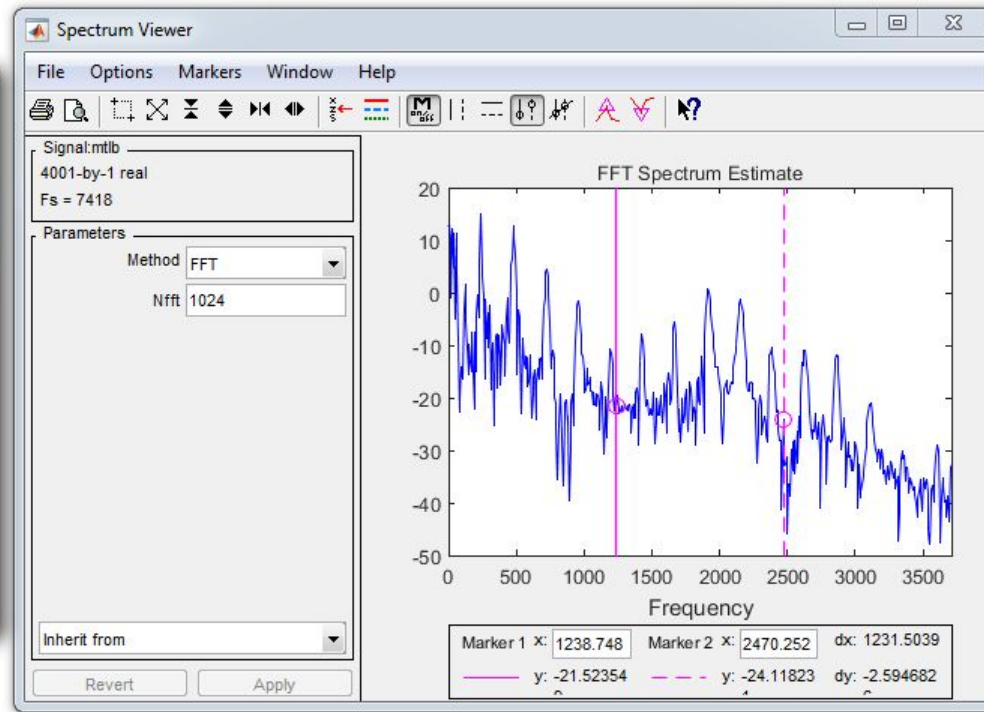 Spectrum Viewer
File Options Markers Window Help
Signal:mtlb
4001-by-1 real
Fs = 7418
Parameters
Method FFT
Nfft 1024
Inherit from
Revert Apply
FFT Spectrum Estimate
20
10
0
-10
-20
-30
-40
-50
0 500 1000 1500 2000 2500 3000 3500
Frequency
Marker 1 x: 1238.748 Marker 2 x: 2470.252 dx: 1231.5039
y: -21.52354 y: -24.11823 dy: -2.594682